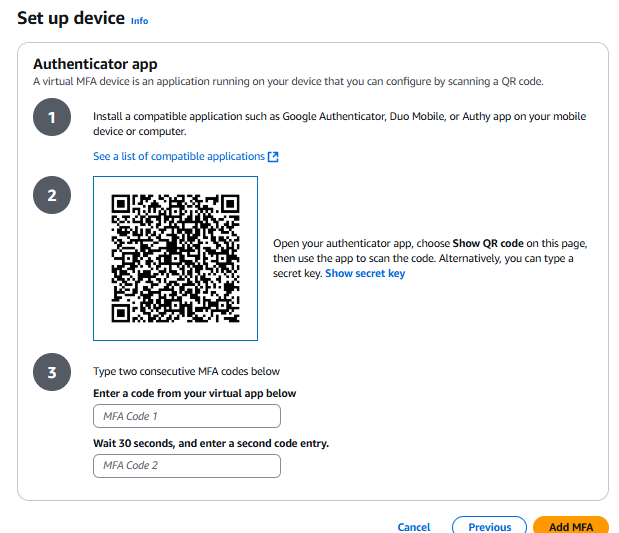 Set up device Info
Authenticator app
A virtual MFA device is an application running on your device that you can configure by scanning a QR code.
1
Install a compatible application such as Google Authenticator, Duo Mobile, or Authy app on your mobile
device or computer.
See a list of compatible applications
2
Open your authenticator app, choose Show QR code on this page,
then use the app to scan the code. Alternatively, you can type a
secret key. Show secret key
3
Type two consecutive MFA codes below
Enter a code from your virtual app below
MFA Code 1
Wait 30 seconds, and enter a second code entry.
MFA Code 2
Cancel Previous Add MFA